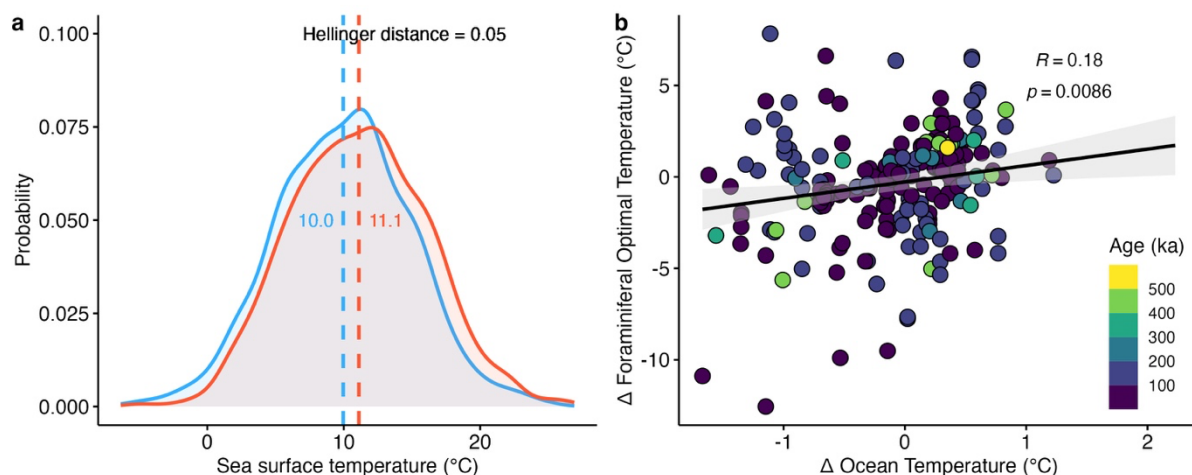 a
Hellinger distance = 0.05
0.100
0.075
0.050
0.025
0.000
Probability
10.0
11.1
0
10
20
Sea surface temperature (°C)
b
R = 0.18
p = 0.0086
5
0
-5
-10
Δ Foraminiferal Optimal Temperature (°C)
Age (ka)
500
400
300
200
100
-1
0
1
2
Δ Ocean Temperature (°C)